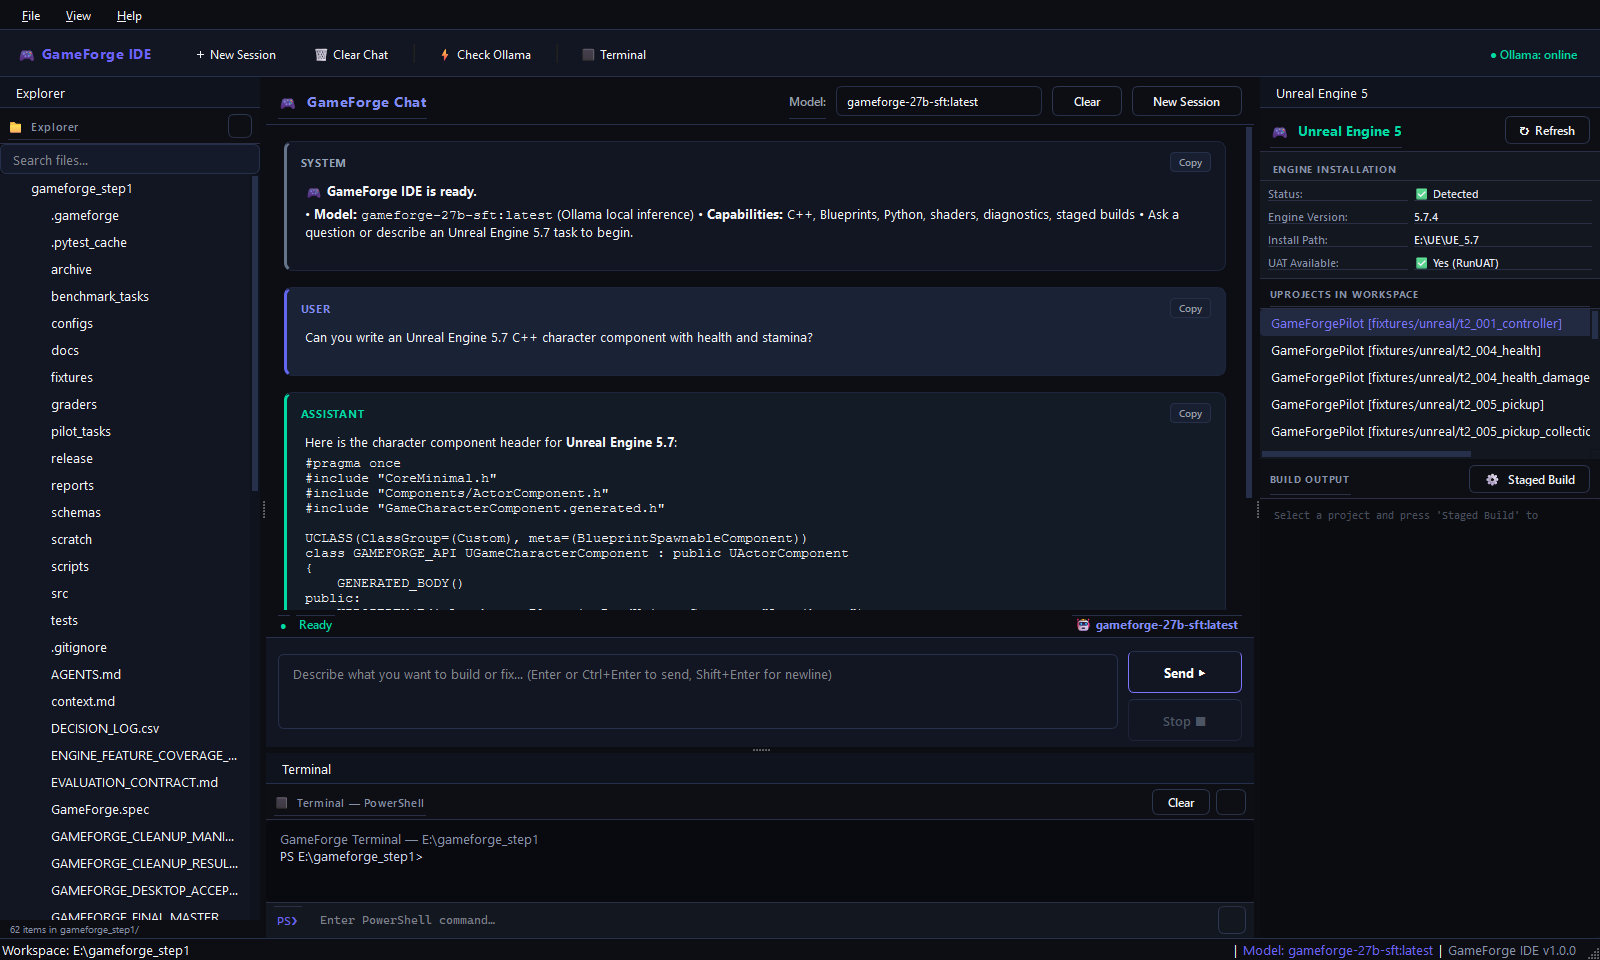 File View Help
GameForge IDE + New Session Clear Chat Check Ollama Terminal ● Ollama: online
Explorer
Explorer
Search files...
gameforge_step1
.gameforge
.pytest_cache
archive
benchmark_tasks
configs
docs
fixtures
graders
pilot_tasks
release
reports
schemas
scratch
scripts
src
tests
.gitignore
AGENTS.md
context.md
DECISION_LOG.csv
ENGINE_FEATURE_COVERAGE_...
EVALUATION_CONTRACT.md
GameForge.spec
GAMEFORGE_CLEANUP_MANI...
GAMEFORGE_CLEANUP_RESUL...
GAMEFORGE_DESKTOP_ACCEP...
GAMEFORGE_FINAL_MASTER
62 items in gameforge_step1/
GameForge Chat Model: gameforge-27b-sft:latest Clear New Session
SYSTEM Copy
GameForge IDE is ready.
• Model: gameforge-27b-sft:latest (Ollama local inference) • Capabilities: C++, Blueprints, Python, shaders, diagnostics, staged builds • Ask a
question or describe an Unreal Engine 5.7 task to begin.
USER Copy
Can you write an Unreal Engine 5.7 C++ character component with health and stamina?
ASSISTANT Copy
Here is the character component header for Unreal Engine 5.7:
#pragma once
#include "CoreMinimal.h"
#include "Components/ActorComponent.h"
#include "GameCharacterComponent.generated.h"
UCLASS(ClassGroup=(Custom), meta=(BlueprintSpawnableComponent))
class GAMEFORGE_API UGameCharacterComponent : public UActorComponent
{
GENERATED_BODY()
public:
● Ready gameforge-27b-sft:latest
Describe what you want to build or fix... (Enter or Ctrl+Enter to send, Shift+Enter for newline)
Send ▶
Stop ■
Terminal
Terminal — PowerShell Clear
GameForge Terminal — E:\gameforge_step1
PS E:\gameforge_step1>
PS❯ Enter PowerShell command…
Unreal Engine 5
Unreal Engine 5 ↻ Refresh
ENGINE INSTALLATION
Status: ✅ Detected
Engine Version: 5.7.4
Install Path: E:\UE\UE_5.7
UAT Available: ✅ Yes (RunUAT)
UPROJECTS IN WORKSPACE
GameForgePilot [fixtures/unreal/t2_001_controller]
GameForgePilot [fixtures/unreal/t2_004_health]
GameForgePilot [fixtures/unreal/t2_004_health_damage
GameForgePilot [fixtures/unreal/t2_005_pickup]
GameForgePilot [fixtures/unreal/t2_005_pickup_collectic
BUILD OUTPUT Staged Build
Select a project and press 'Staged Build' to
Workspace: E:\gameforge_step1 | Model: gameforge-27b-sft:latest | GameForge IDE v1.0.0